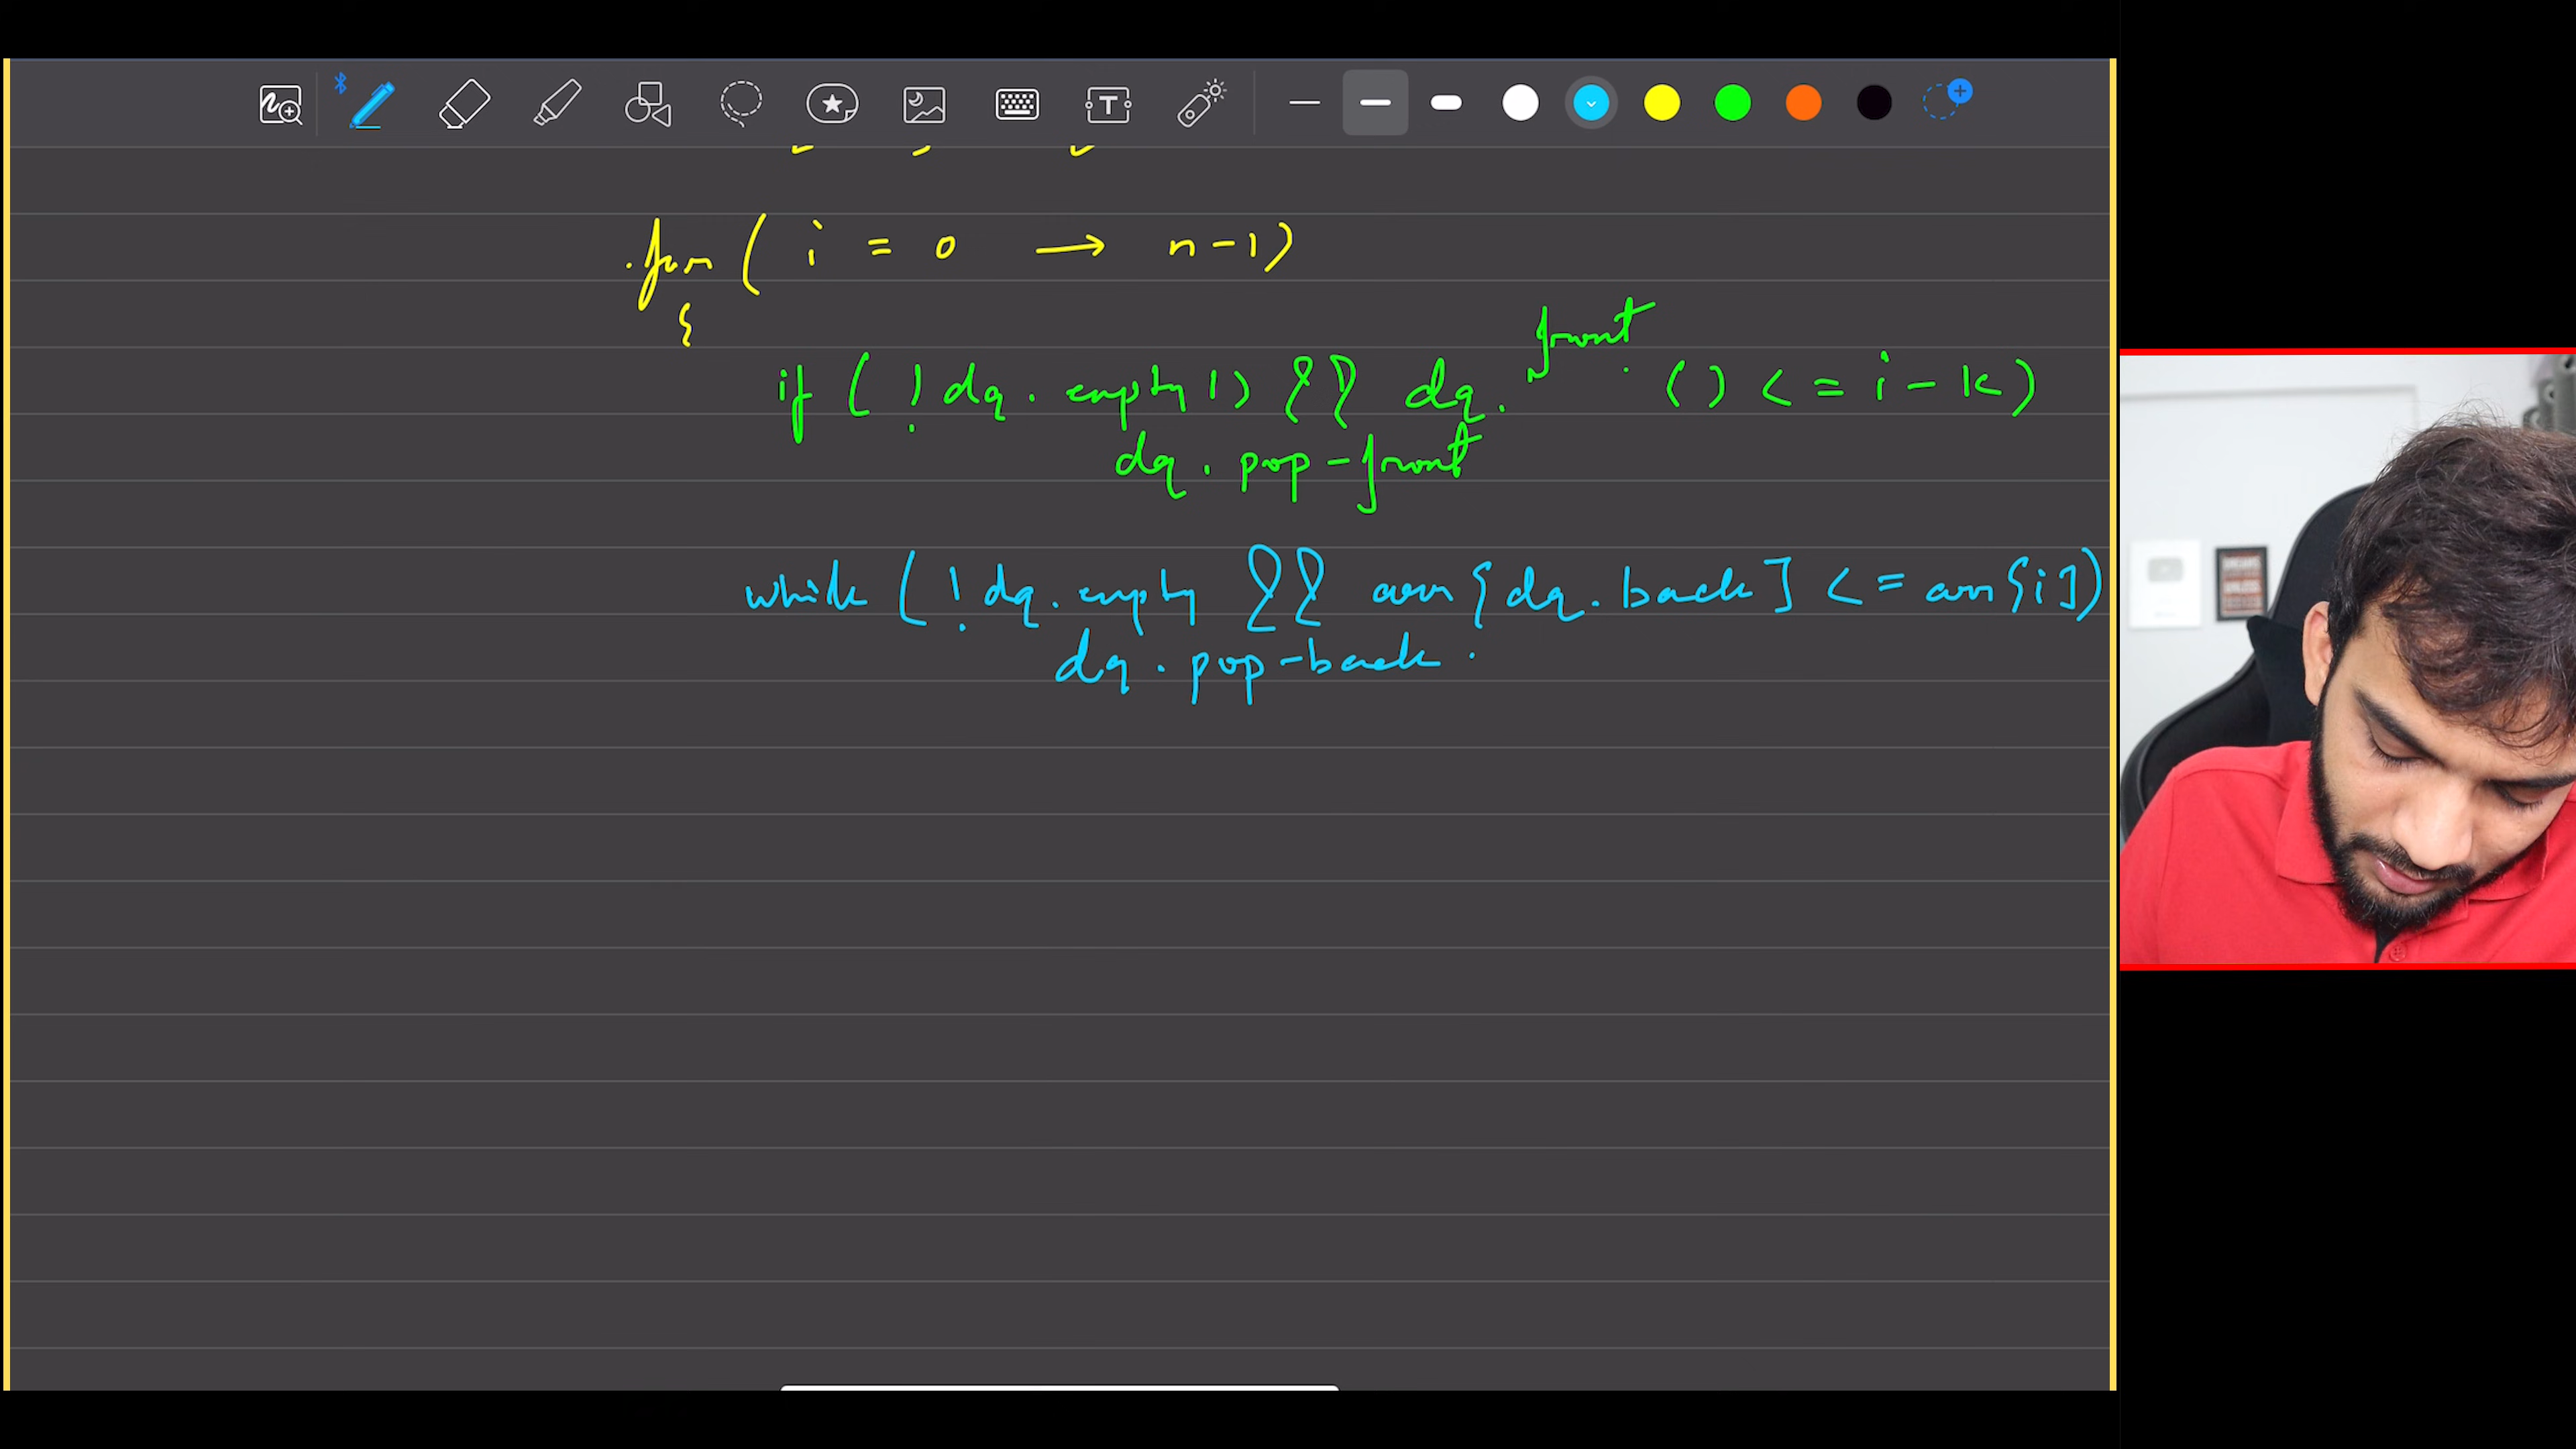 for ( i = 0 → n-1)
{
if ( ! dq. empty () && dq. front () <= i - k)
dq. pop-front
while ( ! dq. empty && arr[dq. back] <= arr[i])
dq. pop-back.